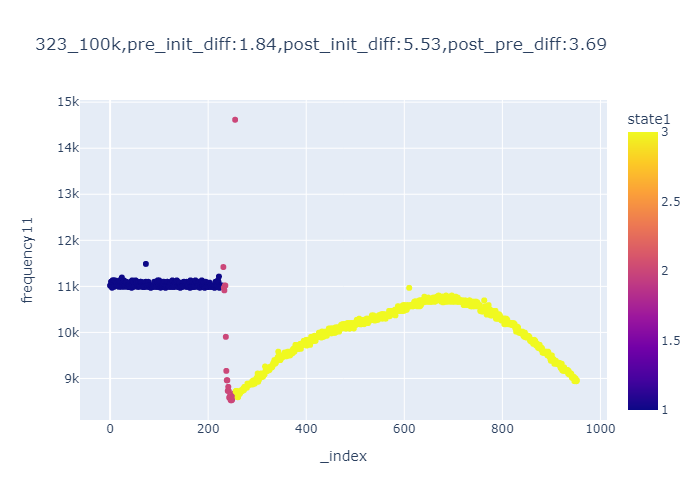 323_100k,pre_init_diff:1.84,post_init_diff:5.53,post_pre_diff:3.69
state1
15k
14k
13k
12k
11k
10k
9k
frequency11
0
200
400
600
800
1000
_index
3
2.5
2
1.5
1